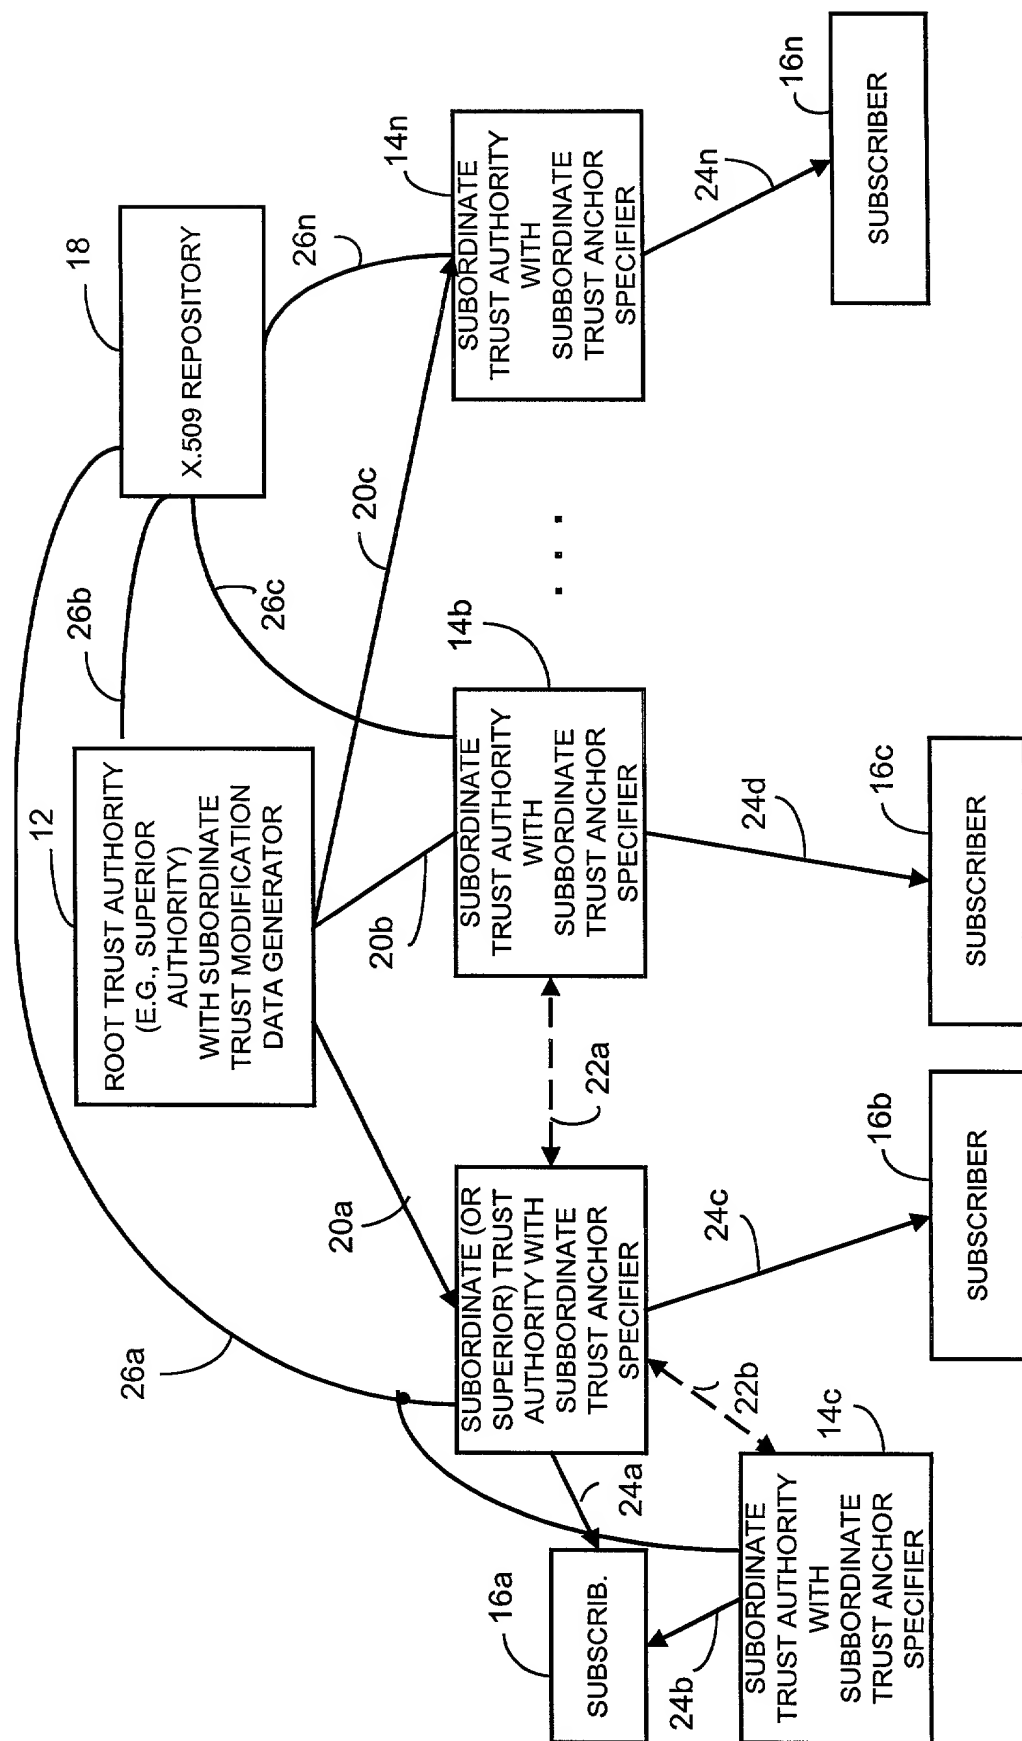 12
ROOT TRUST AUTHORITY
(E.G., SUPERIOR
AUTHORITY)
WITH SUBORDINATE
TRUST MODIFICATION
DATA GENERATOR
18
X.509 REPOSITORY
26a
26b
26c
26n
20a
20b
20c
SUBORDINATE (OR
SUPERIOR) TRUST
AUTHORITY WITH
SUBBORDINATE
TRUST ANCHOR
SPECIFIER
22a
14b
SUBORDINATE
TRUST AUTHORITY
WITH
SUBBORDINATE
TRUST ANCHOR
SPECIFIER
. . .
14n
SUBORDINATE
TRUST AUTHORITY
WITH
SUBBORDINATE
TRUST ANCHOR
SPECIFIER
16a
SUBSCRIB.
24a
24b
22b
24c
24d
24n
14c
SUBORDINATE
TRUST AUTHORITY
WITH
SUBBORDINATE
TRUST ANCHOR
SPECIFIER
16b
SUBSCRIBER
16c
SUBSCRIBER
16n
SUBSCRIBER